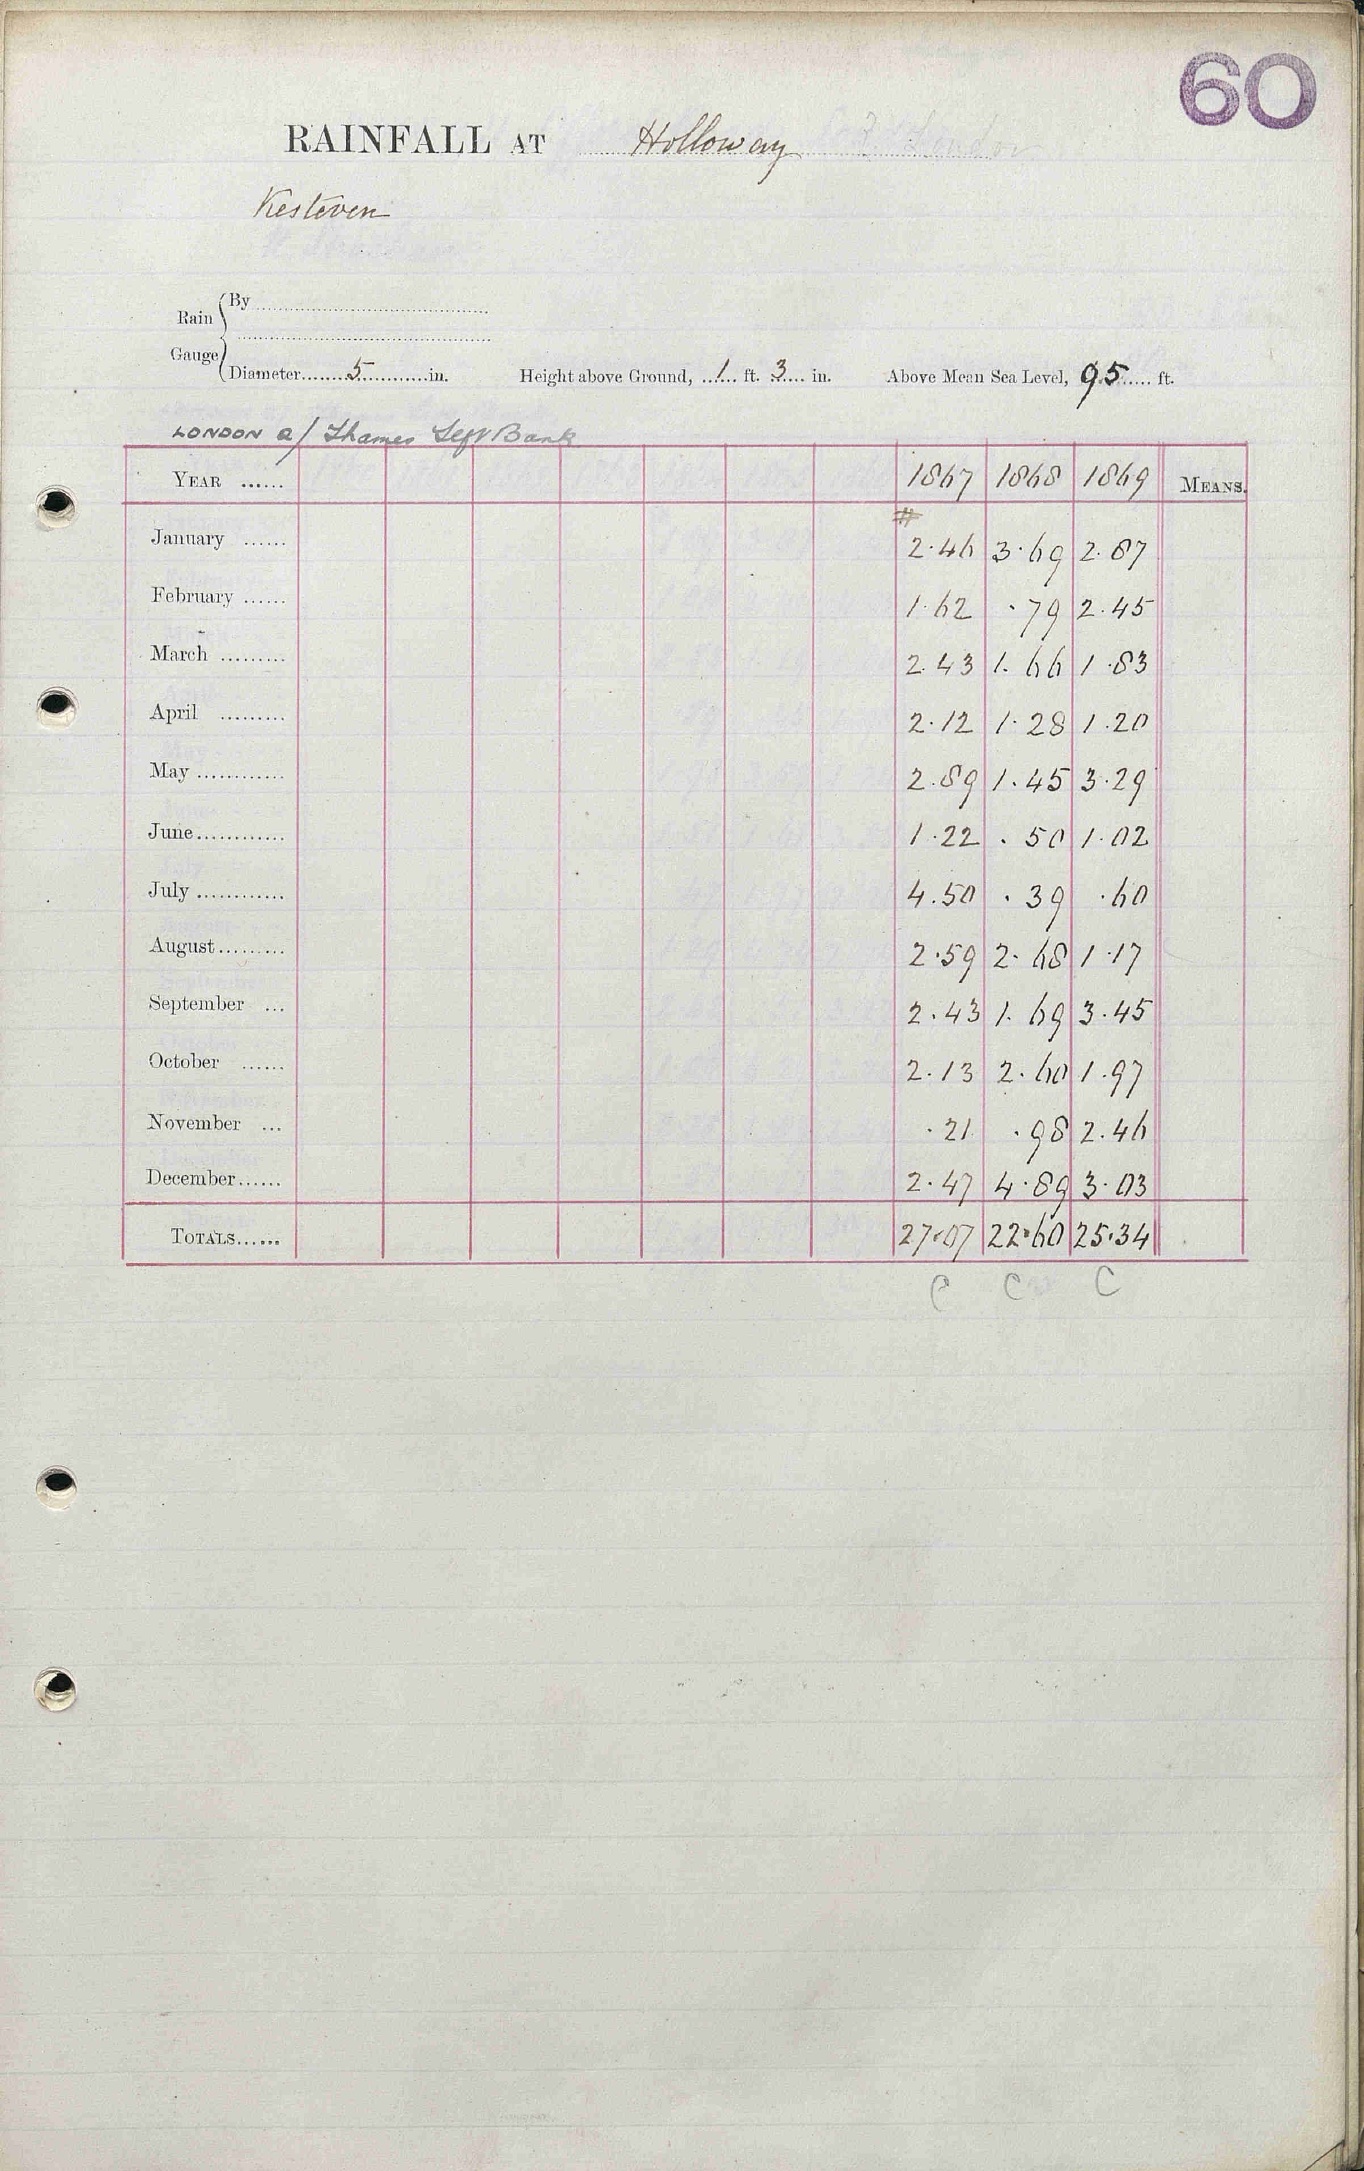 60
RAINFALL AT Holloway London
Kesteven
Rain Gauge { By
Diameter 5 in. Height above Ground, 1 ft. 3 in. Above Mean Sea Level, 95 ft.
LONDON a/ Thames Left Bank
YEAR ...... 1867 1868 1869 MEANS.
#
January ...... 2.46 3.69 2.87
February ...... 1.62 .79 2.45
March ......... 2.43 1.66 1.83
April ......... 2.12 1.28 1.20
May ............ 2.89 1.45 3.29
June ............ 1.22 .50 1.02
July ............ 4.50 .39 .60
August ......... 2.59 2.68 1.17
September ... 2.43 1.69 3.45
October ...... 2.13 2.60 1.97
November ... .21 .98 2.46
December ...... 2.47 4.89 3.03
TOTALS ...... 27.07 22.60 25.34
C C C